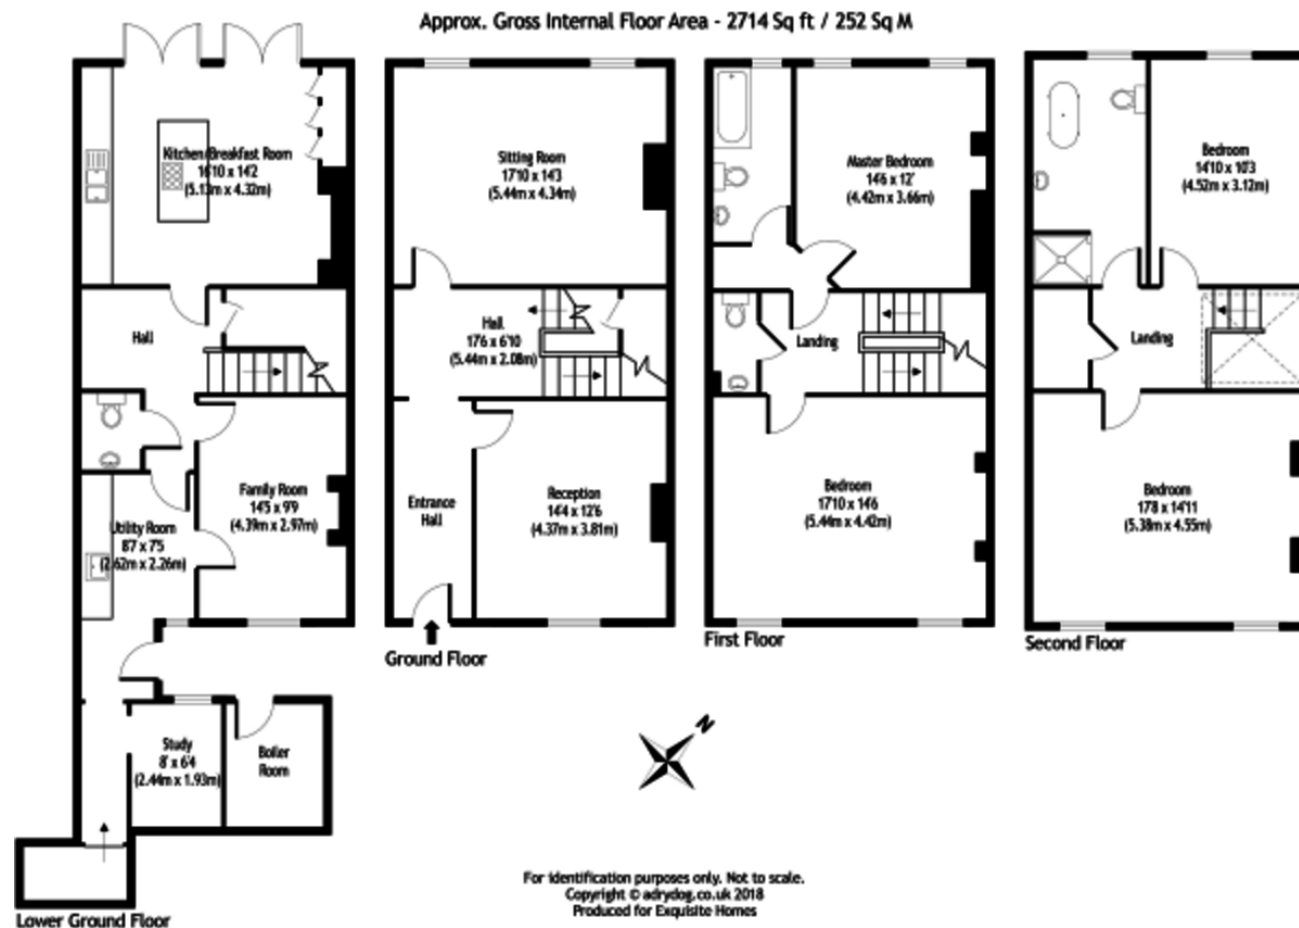 Approx. Gross Internal Floor Area - 2714 Sq ft / 252 Sq M
Kitchen/Breakfast Room
16'10 x 14'2
(5.13m x 4.32m)
Hall
Family Room
14'5 x 9'9
(4.39m x 2.97m)
Utility Room
8'7 x 7'5
(2.62m x 2.26m)
Study
8' x 6'4
(2.44m x 1.93m)
Boiler
Room
Lower Ground Floor
Sitting Room
17'10 x 14'3
(5.44m x 4.34m)
Hall
17'6 x 6'10
(5.44m x 2.08m)
Entrance
Hall
Reception
14'4 x 12'6
(4.37m x 3.81m)
Ground Floor
Master Bedroom
14'6 x 12'
(4.42m x 3.66m)
Landing
Bedroom
17'10 x 14'6
(5.44m x 4.42m)
First Floor
Bedroom
14'10 x 10'3
(4.52m x 3.12m)
Landing
Bedroom
17'8 x 14'11
(5.38m x 4.55m)
Second Floor
N
For identification purposes only. Not to scale.
Copyright © adrydog.co.uk 2018
Produced for Exquisite Homes